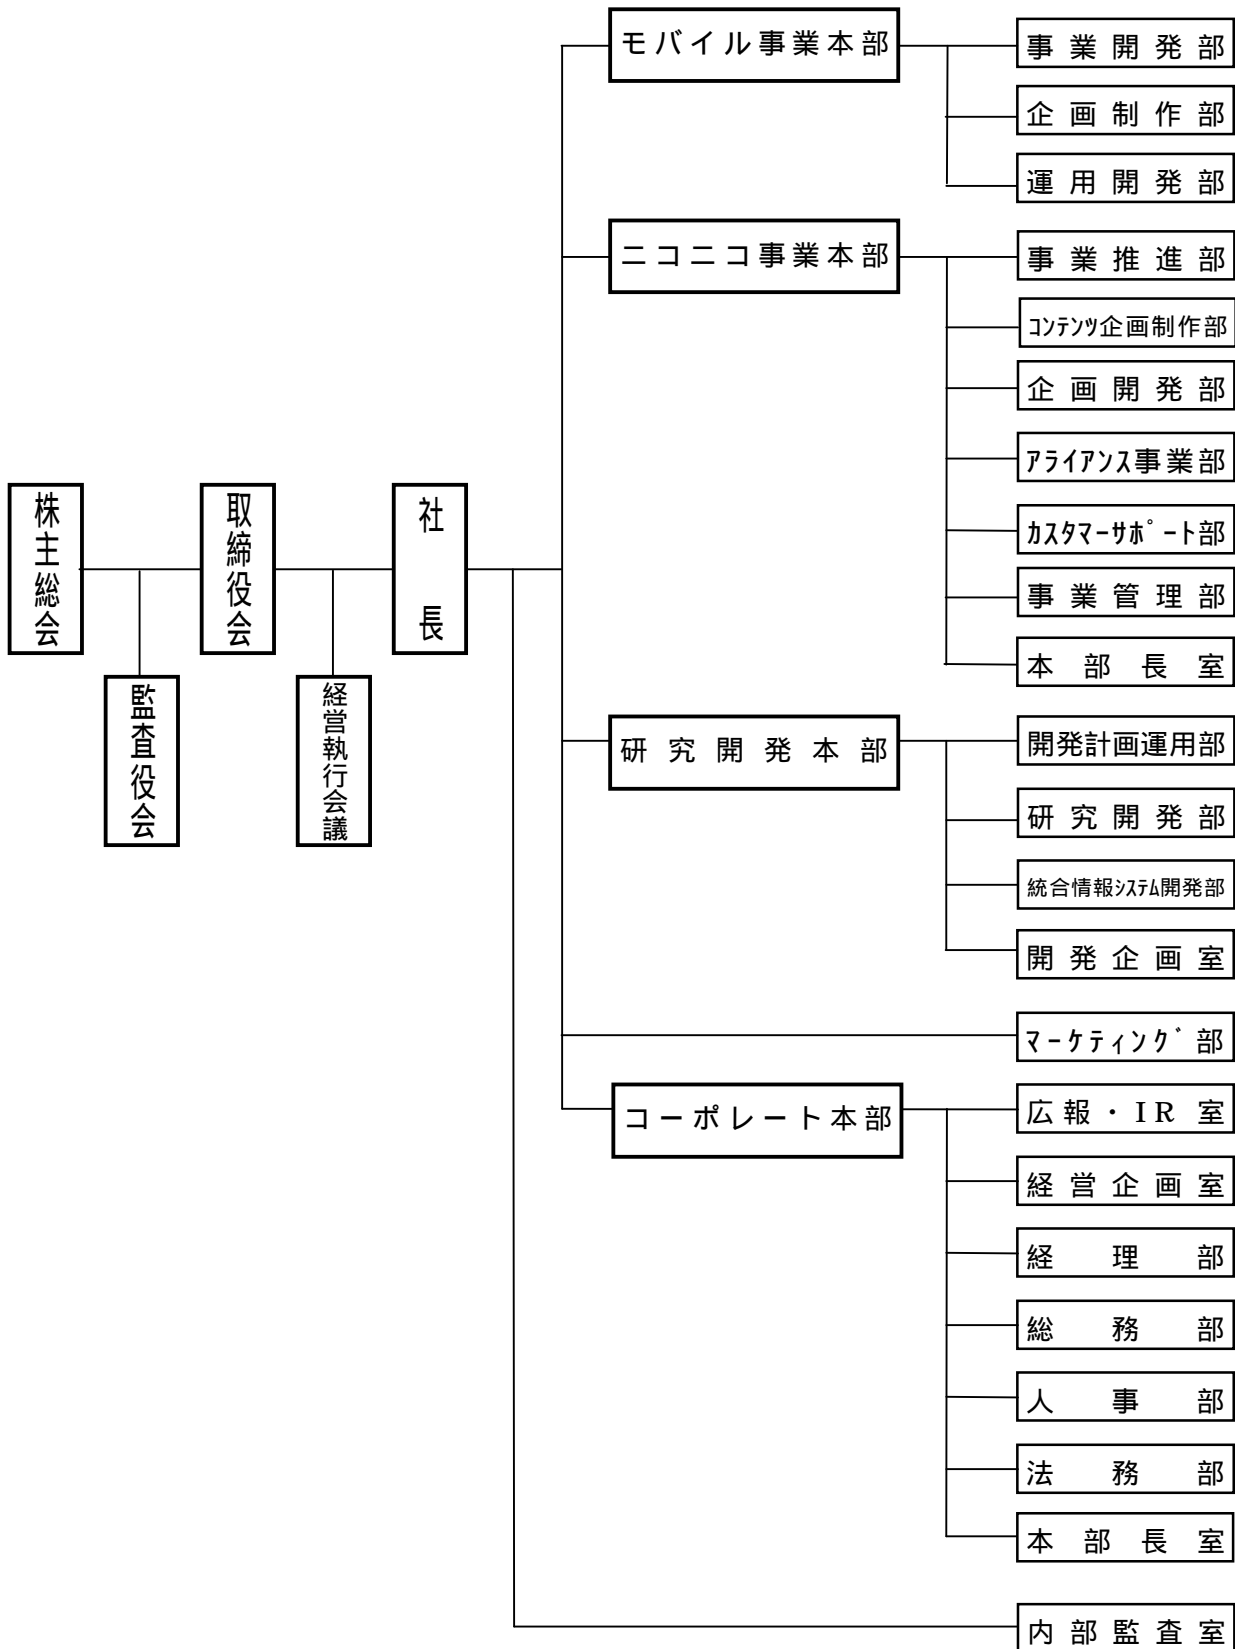 株主総会
監査役会
取締役会
経営執行会議
社長
モバイル事業本部
事業開発部
企画制作部
運用開発部
ニコニコ事業本部
事業推進部
ｺﾝﾃﾝﾂ企画制作部
企画開発部
ｱﾗｲｱﾝｽ事業部
ｶｽﾀﾏｰｻﾎﾟｰﾄ部
事業管理部
本部長室
研究開発本部
開発計画運用部
研究開発部
統合情報ｼｽﾃﾑ開発部
開発企画室
ﾏｰｹﾃｨﾝｸﾞ部
コーポレート本部
広報・IR室
経営企画室
経理部
総務部
人事部
法務部
本部長室
内部監査室